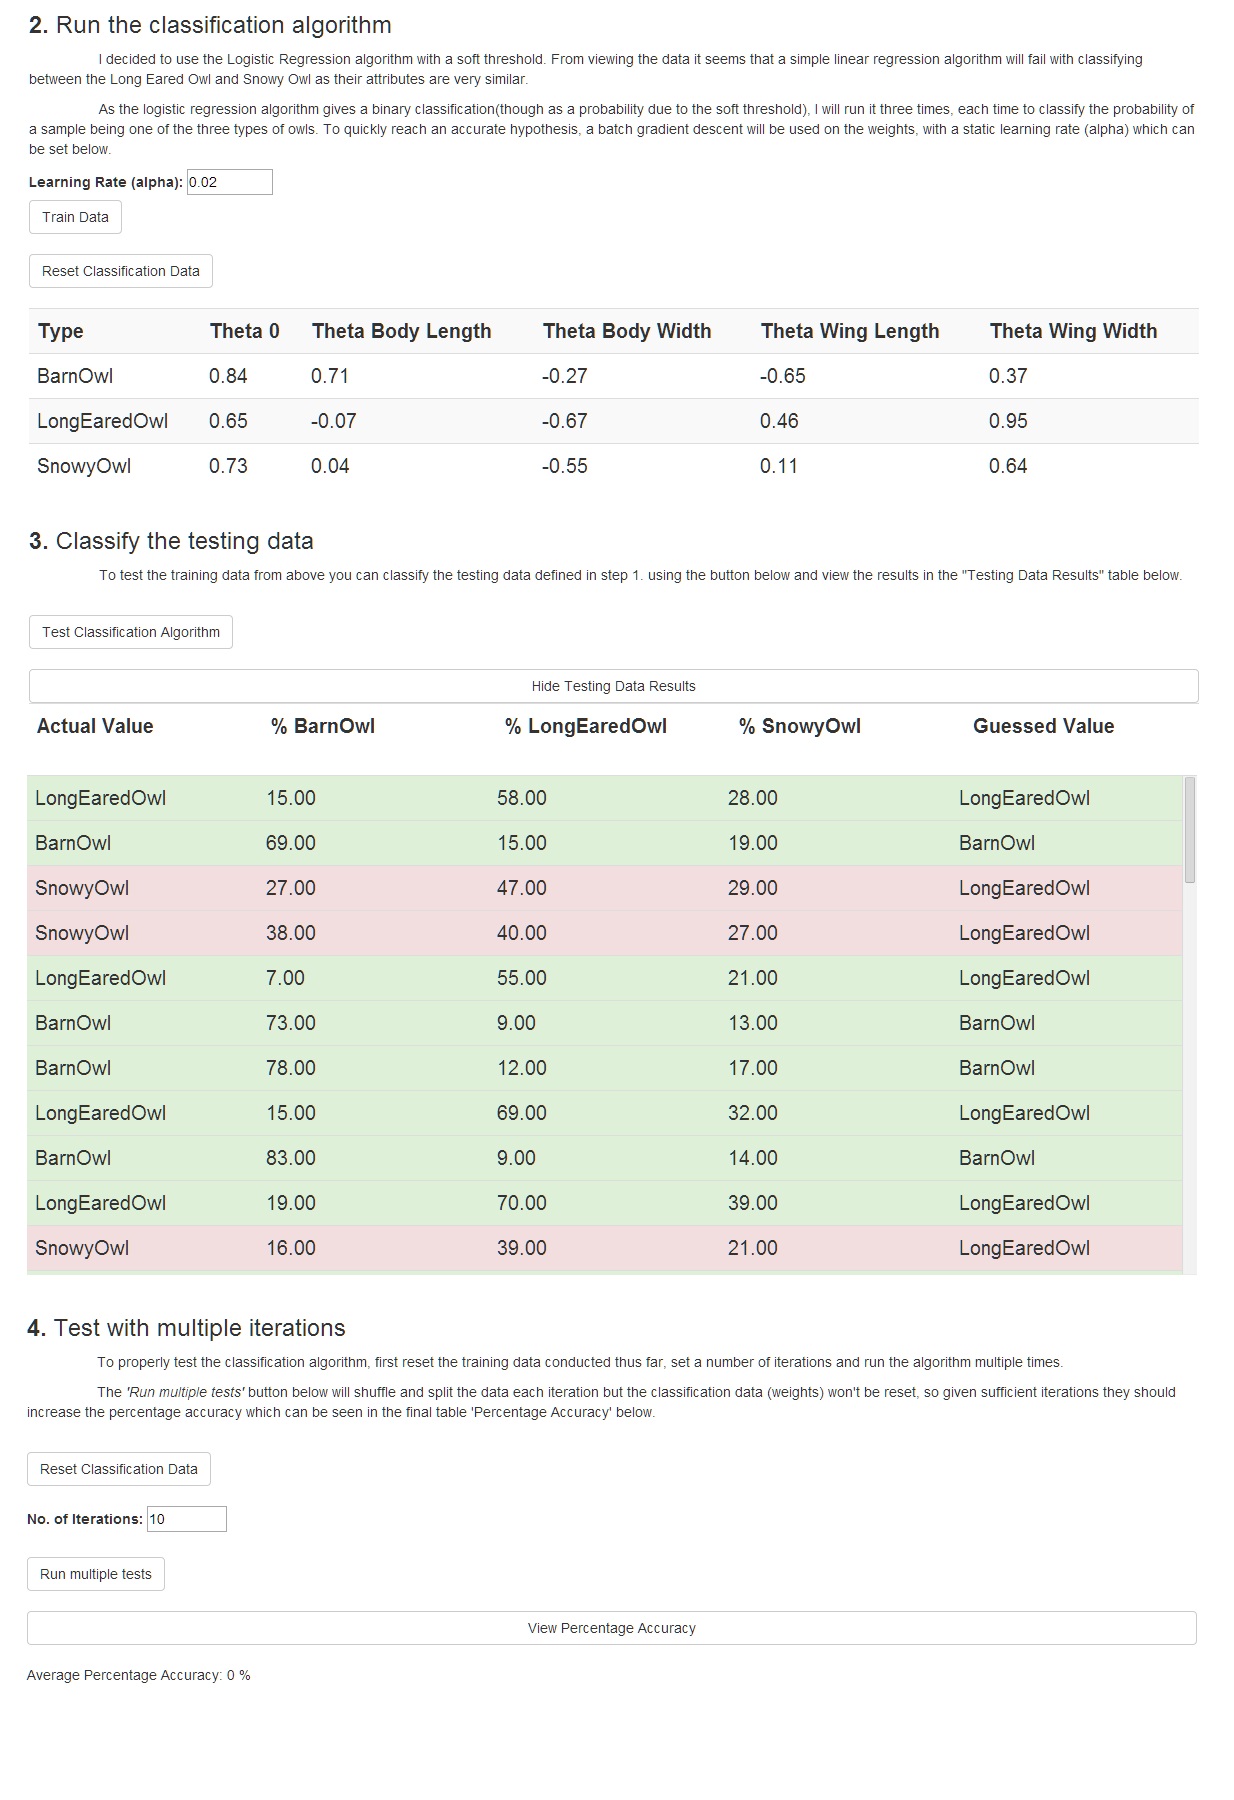 2. Run the classification algorithm
I decided to use the Logistic Regression algorithm with a soft threshold. From viewing the data it seems that a simple linear regression algorithm will fail with classifying
between the Long Eared Owl and Snowy Owl as their attributes are very similar.
As the logistic regression algorithm gives a binary classification(though as a probability due to the soft threshold), I will run it three times, each time to classify the probability of
a sample being one of the three types of owls. To quickly reach an accurate hypothesis, a batch gradient descent will be used on the weights, with a static learning rate (alpha) which can
be set below.
Learning Rate (alpha): 0.02
Train Data
Reset Classification Data
Type Theta 0 Theta Body Length Theta Body Width Theta Wing Length Theta Wing Width
BarnOwl 0.84 0.71 -0.27 -0.65 0.37
LongEaredOwl 0.65 -0.07 -0.67 0.46 0.95
SnowyOwl 0.73 0.04 -0.55 0.11 0.64
3. Classify the testing data
To test the training data from above you can classify the testing data defined in step 1. using the button below and view the results in the "Testing Data Results" table below.
Test Classification Algorithm
Hide Testing Data Results
Actual Value % BarnOwl % LongEaredOwl % SnowyOwl Guessed Value
LongEaredOwl 15.00 58.00 28.00 LongEaredOwl
BarnOwl 69.00 15.00 19.00 BarnOwl
SnowyOwl 27.00 47.00 29.00 LongEaredOwl
SnowyOwl 38.00 40.00 27.00 LongEaredOwl
LongEaredOwl 7.00 55.00 21.00 LongEaredOwl
BarnOwl 73.00 9.00 13.00 BarnOwl
BarnOwl 78.00 12.00 17.00 BarnOwl
LongEaredOwl 15.00 69.00 32.00 LongEaredOwl
BarnOwl 83.00 9.00 14.00 BarnOwl
LongEaredOwl 19.00 70.00 39.00 LongEaredOwl
SnowyOwl 16.00 39.00 21.00 LongEaredOwl
4. Test with multiple iterations
To properly test the classification algorithm, first reset the training data conducted thus far, set a number of iterations and run the algorithm multiple times.
The 'Run multiple tests' button below will shuffle and split the data each iteration but the classification data (weights) won't be reset, so given sufficient iterations they should
increase the percentage accuracy which can be seen in the final table 'Percentage Accuracy' below.
Reset Classification Data
No. of Iterations: 10
Run multiple tests
View Percentage Accuracy
Average Percentage Accuracy: 0 %